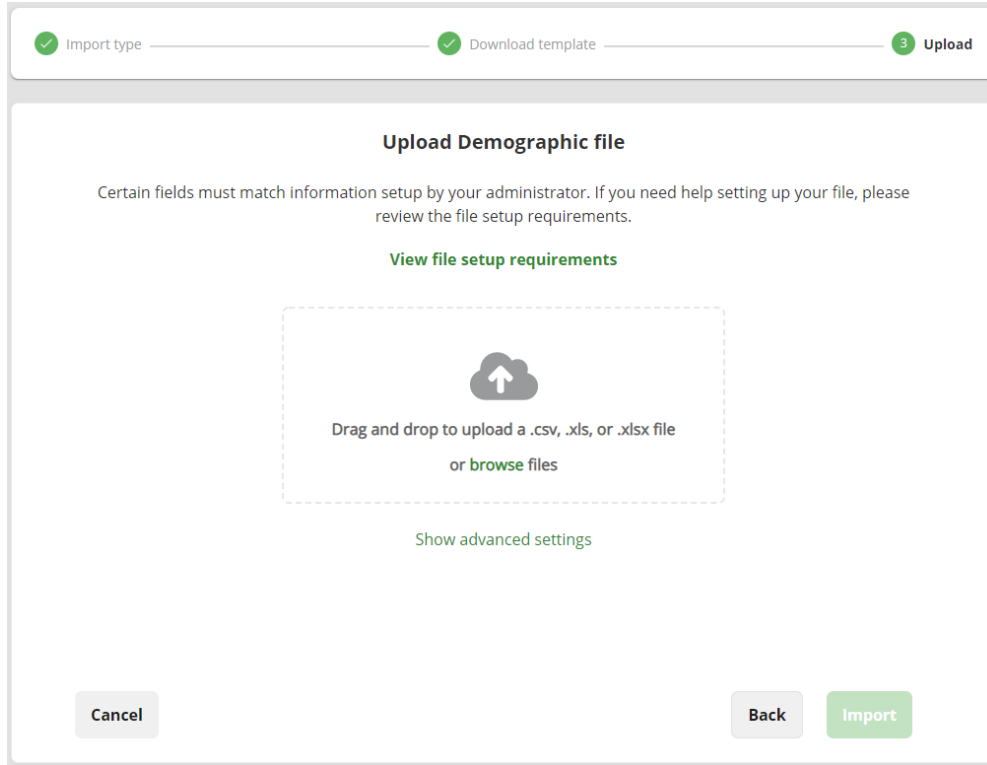 Import type
Download template
3 Upload
Upload Demographic file
Certain fields must match information setup by your administrator. If you need help setting up your file, please
review the file setup requirements.
View file setup requirements
Drag and drop to upload a .csv, .xls, or .xlsx file
or browse files
Show advanced settings
Cancel
Back
Import